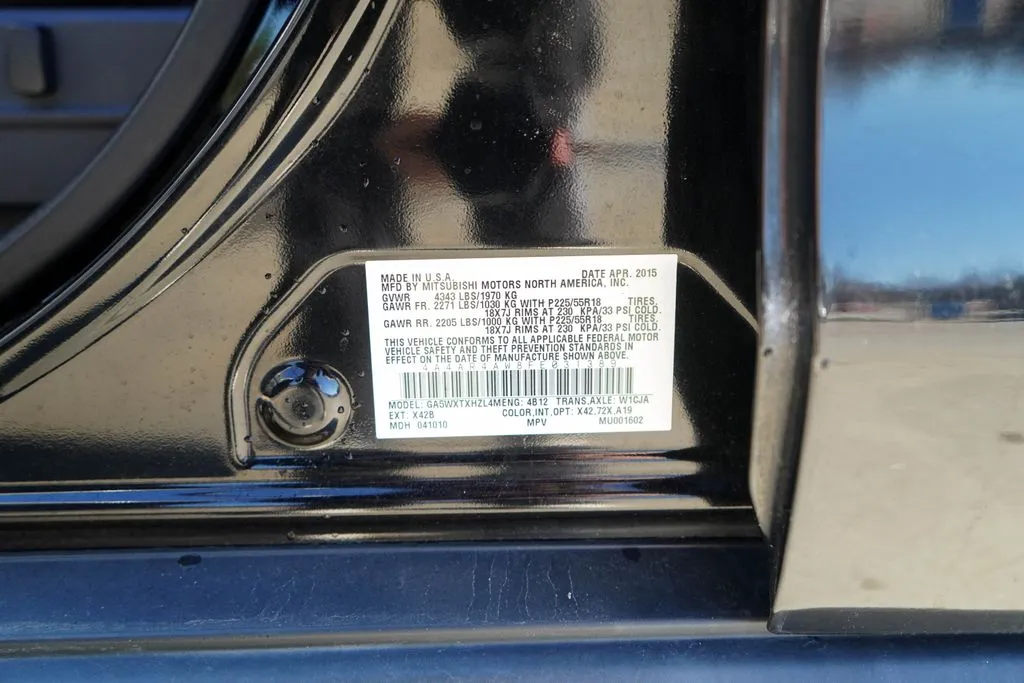 MADE IN U.S.A. DATE APR. 2015
MFD BY MITSUBISHI MOTORS NORTH AMERICA, INC.
GVWR 4343 LBS/1970 KG
GAWR FR. 2271 LBS/1030 KG WITH P225/55R18 TIRES,
18X7J RIMS AT 230 KPA/33 PSI COLD.
GAWR RR. 2205 LBS/1000 KG WITH P225/55R18 TIRES,
18X7J RIMS AT 230 KPA/33 PSI COLD.
THIS VEHICLE CONFORMS TO ALL APPLICABLE FEDERAL MOTOR
VEHICLE SAFETY AND THEFT PREVENTION STANDARDS IN
EFFECT ON THE DATE OF MANUFACTURE SHOWN ABOVE.
4A4AR4AW8FE031389
MODEL: GA5WXTXHZL4M ENG: 4B12 TRANS,AXLE: W1CJA
EXT: X42B COLOR,INT,OPT: X42,72X,A19
MDH 041010 MPV MU001602